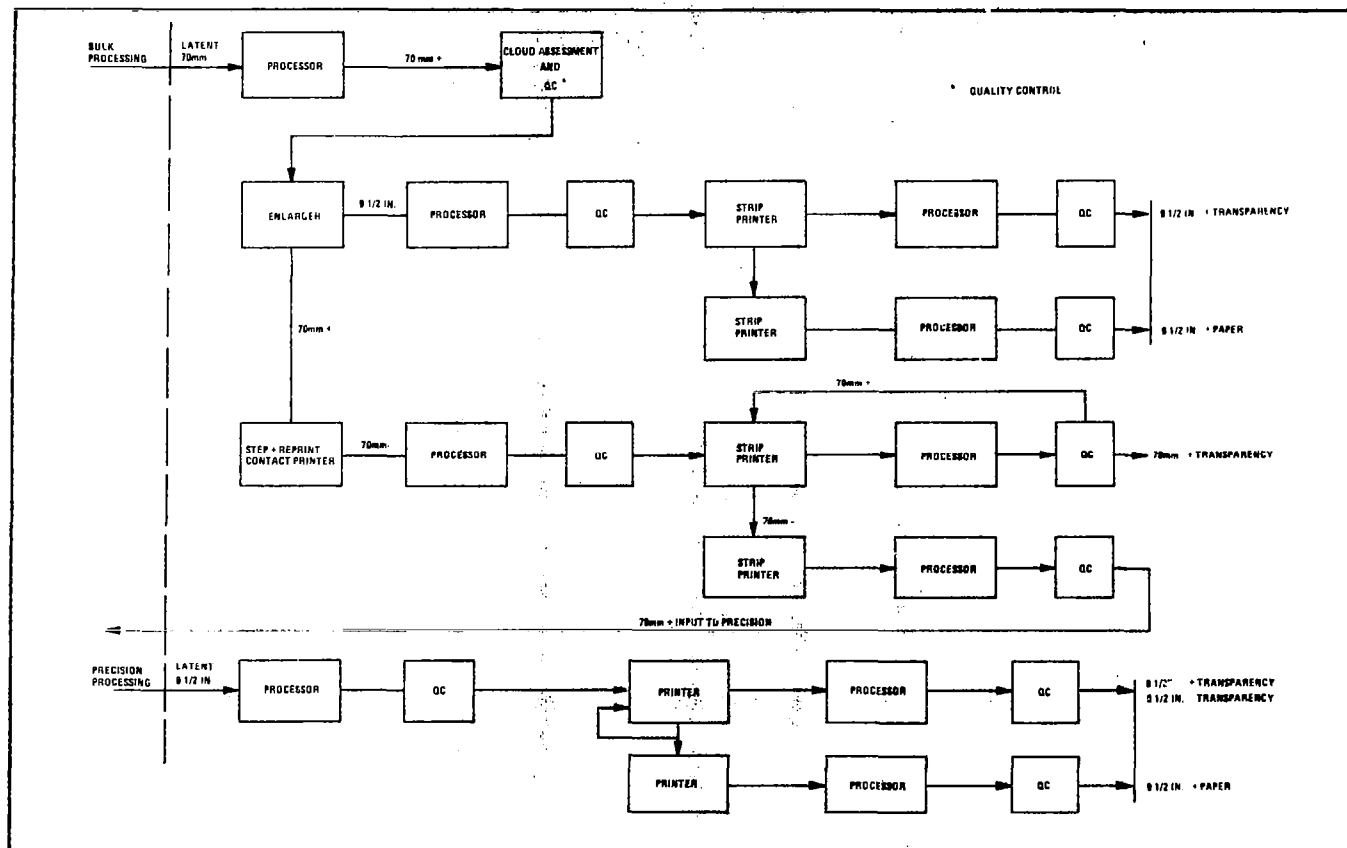 BULK
PROCESSING
LATENT
70mm
PROCESSOR
70 mm +
CLOUD ASSESSMENT
AND
QC *
* QUALITY CONTROL
ENLARGER
9 1/2 IN.
PROCESSOR
QC
STRIP
PRINTER
PROCESSOR
QC
9 1/2 IN + TRANSPARENCY
70mm +
STRIP
PRINTER
PROCESSOR
QC
9 1/2 IN + PAPER
70mm +
STEP + REPRINT
CONTACT PRINTER
70mm-
PROCESSOR
QC
STRIP
PRINTER
PROCESSOR
QC
70mm + TRANSPARENCY
70mm -
STRIP
PRINTER
PROCESSOR
QC
70mm + INPUT TO PRECISION
PRECISION
PROCESSING
LATENT
9 1/2 IN
PROCESSOR
QC
PRINTER
PROCESSOR
QC
9 1/2" + TRANSPARENCY
9 1/2 IN. TRANSPARENCY
PRINTER
PROCESSOR
QC
9 1/2 IN. + PAPER